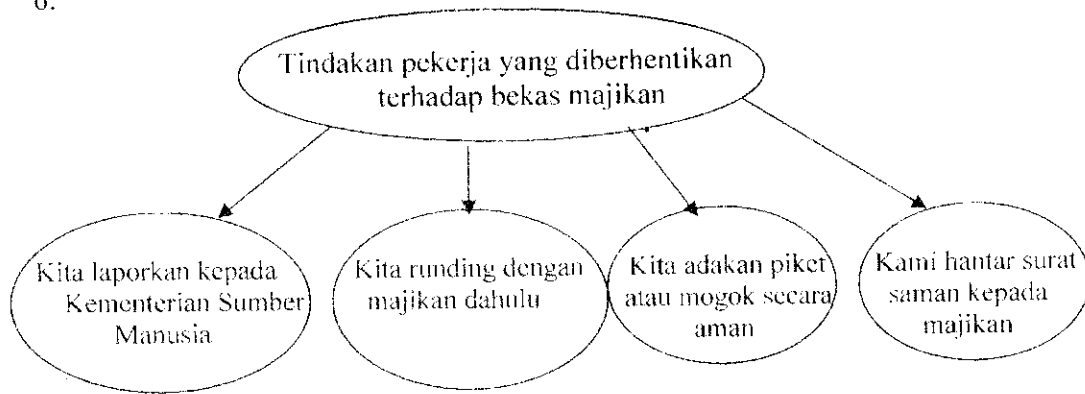 6.
Tindakan pekerja yang diberhentikan
terhadap bekas majikan
Kita laporkan kepada
Kementerian Sumber
Manusia
Kita runding dengan
majikan dahulu
Kita adakan piket
atau mogok secara
aman
Kami hantar surat
saman kepada
majikan